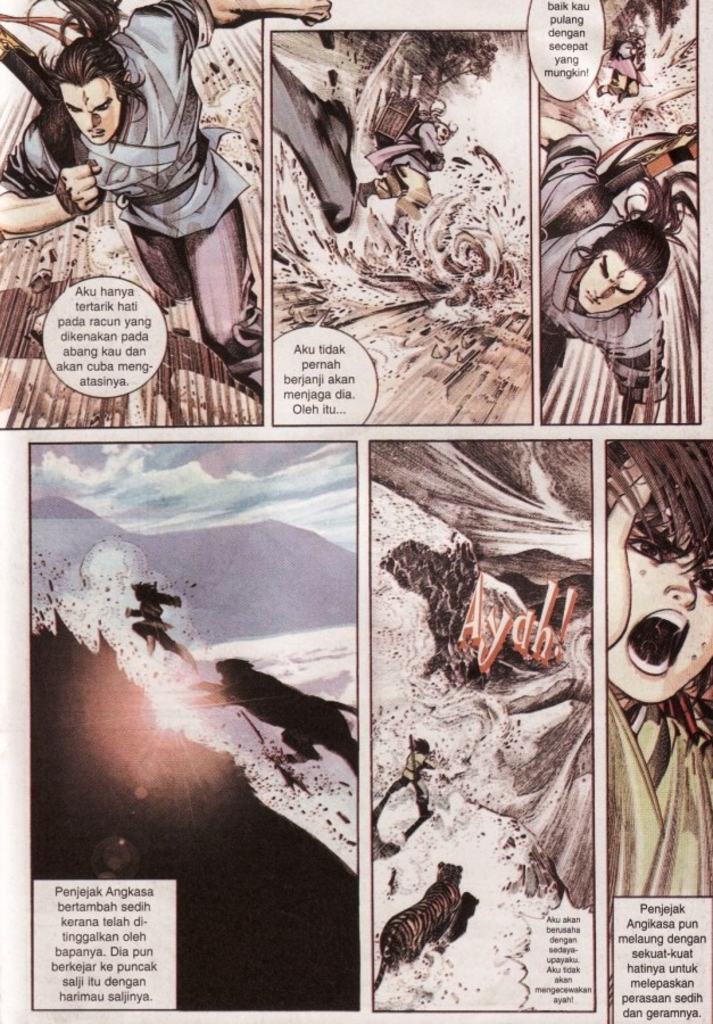 Aku hanya
tertarik hati
pada racun yang
dikenakan pada
abang kau dan
akan cuba meng-
atasinya.
Aku tidak
pernah
berjanji akan
menjaga dia.
Oleh itu...
baik kau
pulang
dengan
secepat
yang
mungkin!
Penjejak Angkasa
bertambah sedih
kerana telah di-
tinggalkan oleh
bapanya. Dia pun
berkejar ke puncak
salji itu dengan
harimau saljinya.
Ayah!
Aku akan
berusaha
dengan
sedaya-
upayaku.
Aku tidak
akan
mengecewakan
ayah!
Penjejak
Angikasa pun
melaung dengan
sekuat-kuat
hatinya untuk
melepaskan
perasaan sedih
dan geramnya.